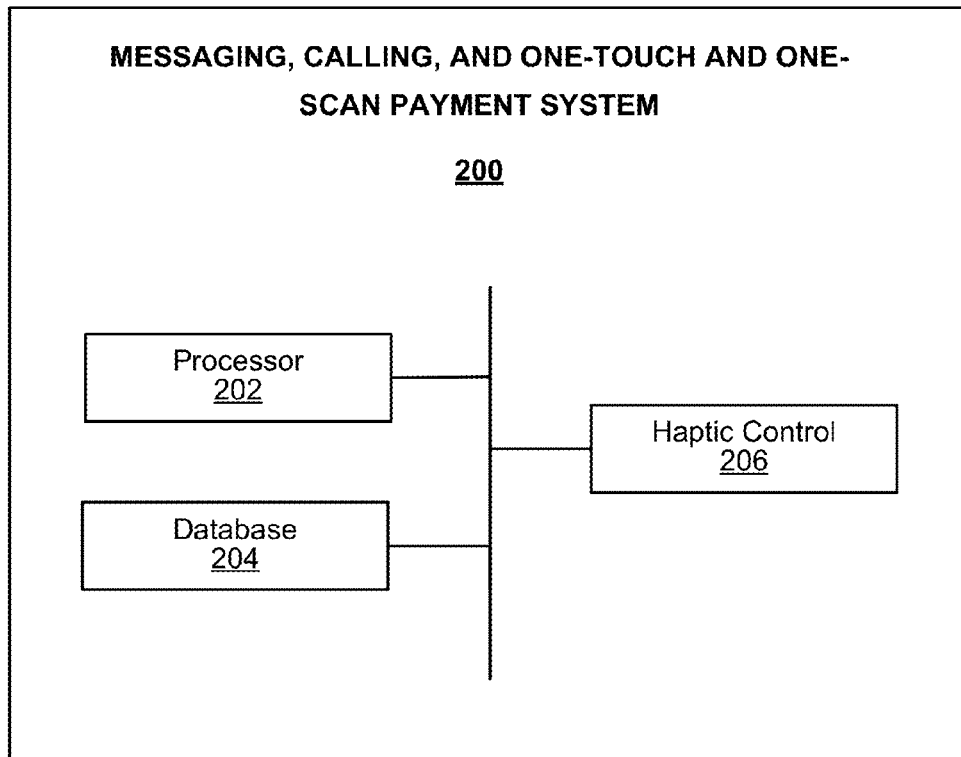 MESSAGING, CALLING, AND ONE-TOUCH AND ONE-
SCAN PAYMENT SYSTEM
200
Processor
202
Haptic Control
206
Database
204